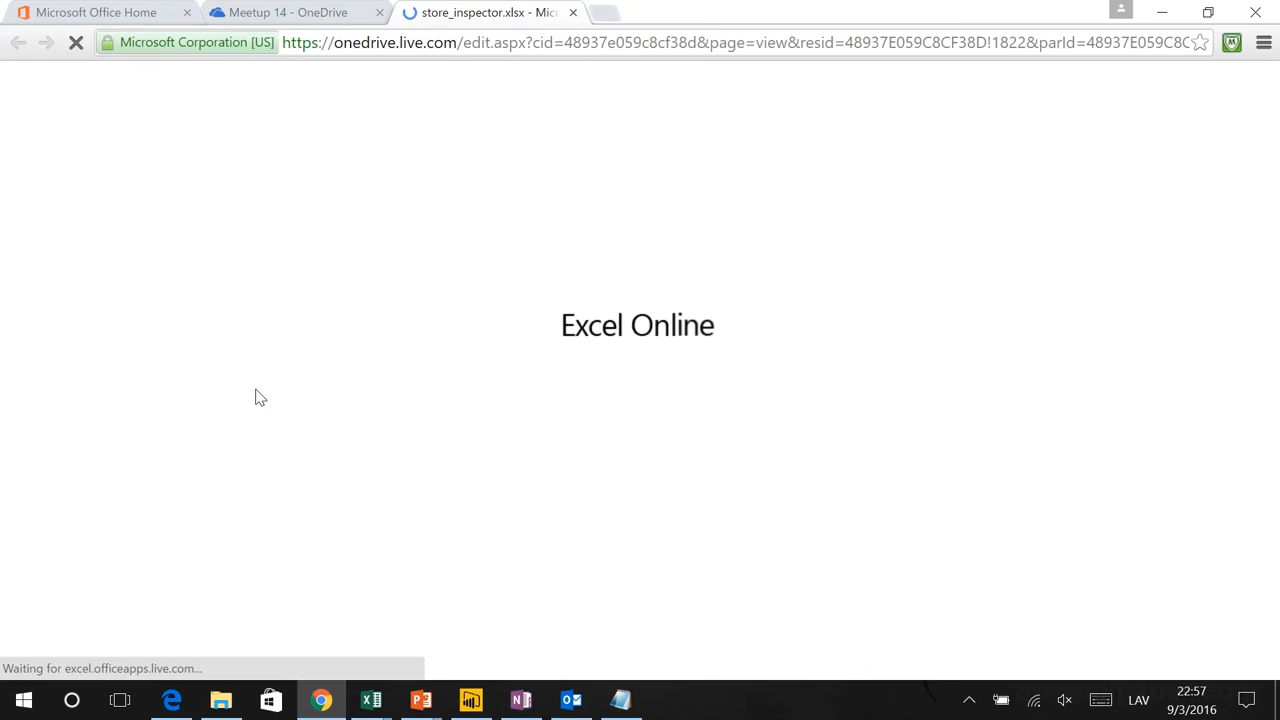 Microsoft Office Home
Meetup 14 - OneDrive
store_inspector.xlsx - Mic
Microsoft Corporation [US]
https://onedrive.live.com/edit.aspx?cid=48937e059c8cf38d&page=view&resid=48937E059C8CF38D!1822&parId=48937E059C8C
Excel Online
Waiting for excel.officeapps.live.com...
LAV
22:57
9/3/2016